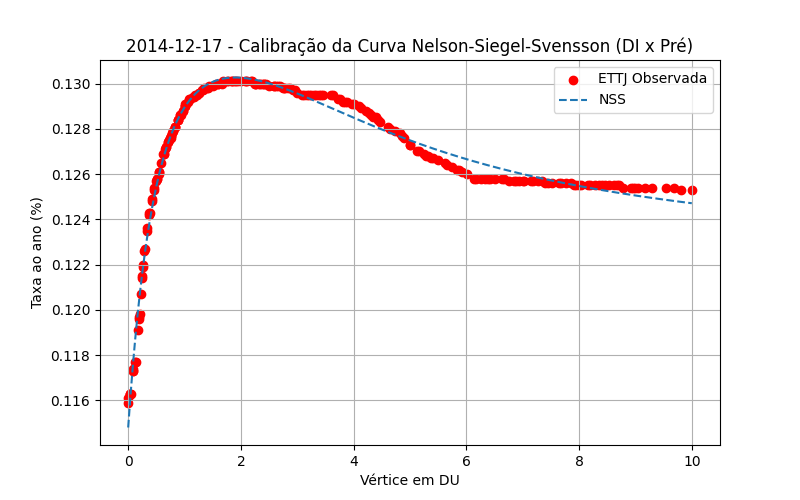 2014-12-17 - Calibração da Curva Nelson-Siegel-Svensson (DI x Pré)
ETTJ Observada
NSS
Taxa ao ano (%)
0.130
0.128
0.126
0.124
0.122
0.120
0.118
0.116
0 2 4 6 8 10
Vértice em DU